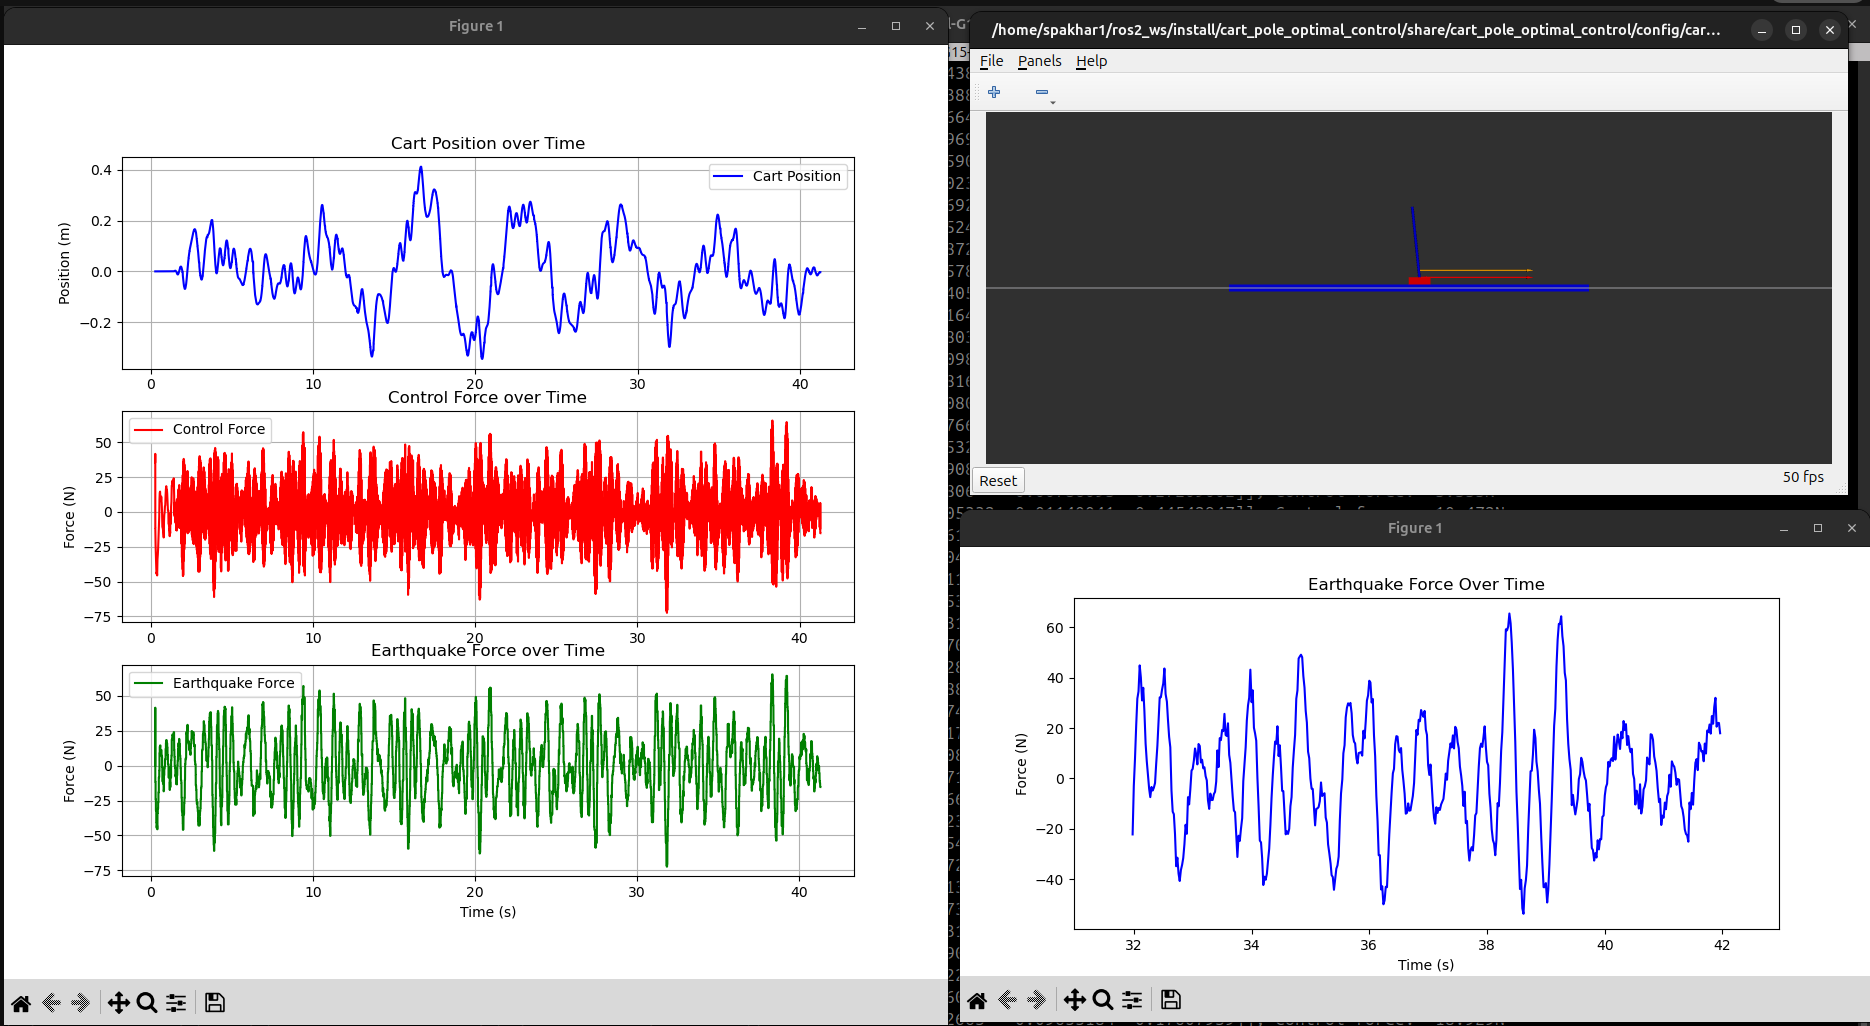 Figure 1
Cart Position over Time
Cart Position
Position (m)
0.4
0.2
0.0
−0.2
0 10 20 30 40
Control Force over Time
Control Force
Force (N)
50
25
0
−25
−50
−75
0 10 20 30 40
Earthquake Force over Time
Earthquake Force
Force (N)
50
25
0
−25
−50
−75
0 10 20 30 40
Time (s)
/home/spakhar1/ros2_ws/install/cart_pole_optimal_control/share/cart_pole_optimal_control/config/car...
File Panels Help
Reset
50 fps
Figure 1
Earthquake Force Over Time
Force (N)
60
40
20
0
−20
−40
32 34 36 38 40 42
Time (s)